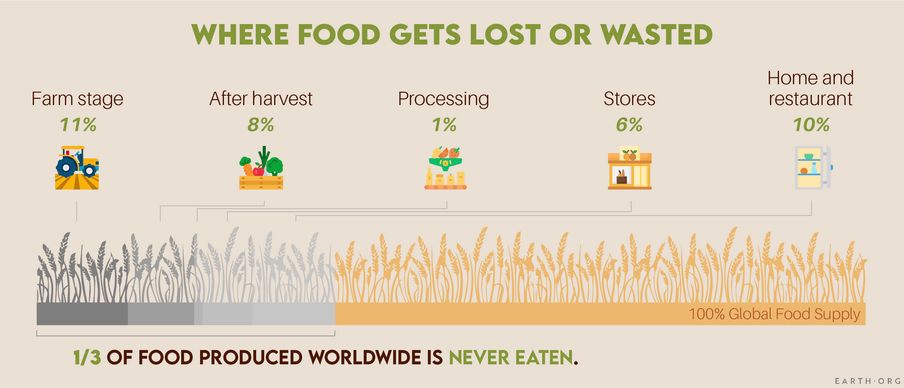 WHERE FOOD GETS LOST OR WASTED
Farm stage
11%
After harvest
8%
Processing
1%
Stores
6%
Home and
restaurant
10%
100% Global Food Supply
1/3 OF FOOD PRODUCED WORLDWIDE IS NEVER EATEN.
EARTH·ORG